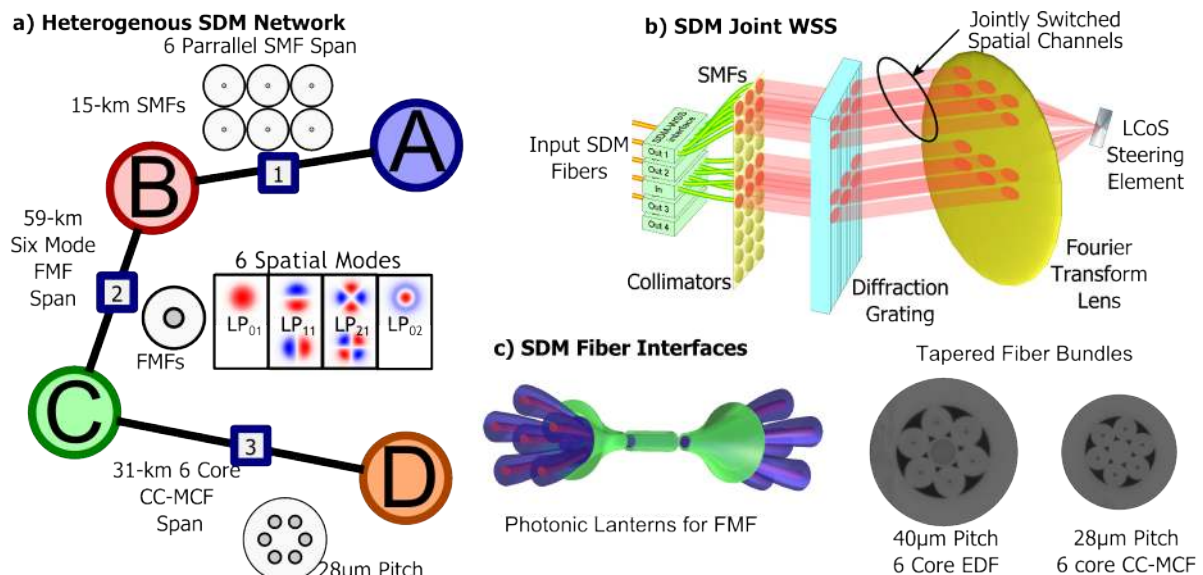 a) Heterogenous SDM Network
6 Parrallel SMF Span
15-km SMFs
A
B
1
59-km
Six Mode
FMF
Span
2
6 Spatial Modes
LP01
LP11
LP21
LP02
FMFs
C
3
D
31-km 6 Core
CC-MCF
Span
28µm Pitch
b) SDM Joint WSS
Jointly Switched
Spatial Channels
SMFs
SDM-WSS
interface
Out 1
Out 2
In
Out 3
Out 4
Input SDM
Fibers
Collimators
Diffraction
Grating
Fourier
Transform
Lens
LCoS
Steering
Element
c) SDM Fiber Interfaces
Photonic Lanterns for FMF
Tapered Fiber Bundles
40µm Pitch
6 Core EDF
28µm Pitch
6 core CC-MCF